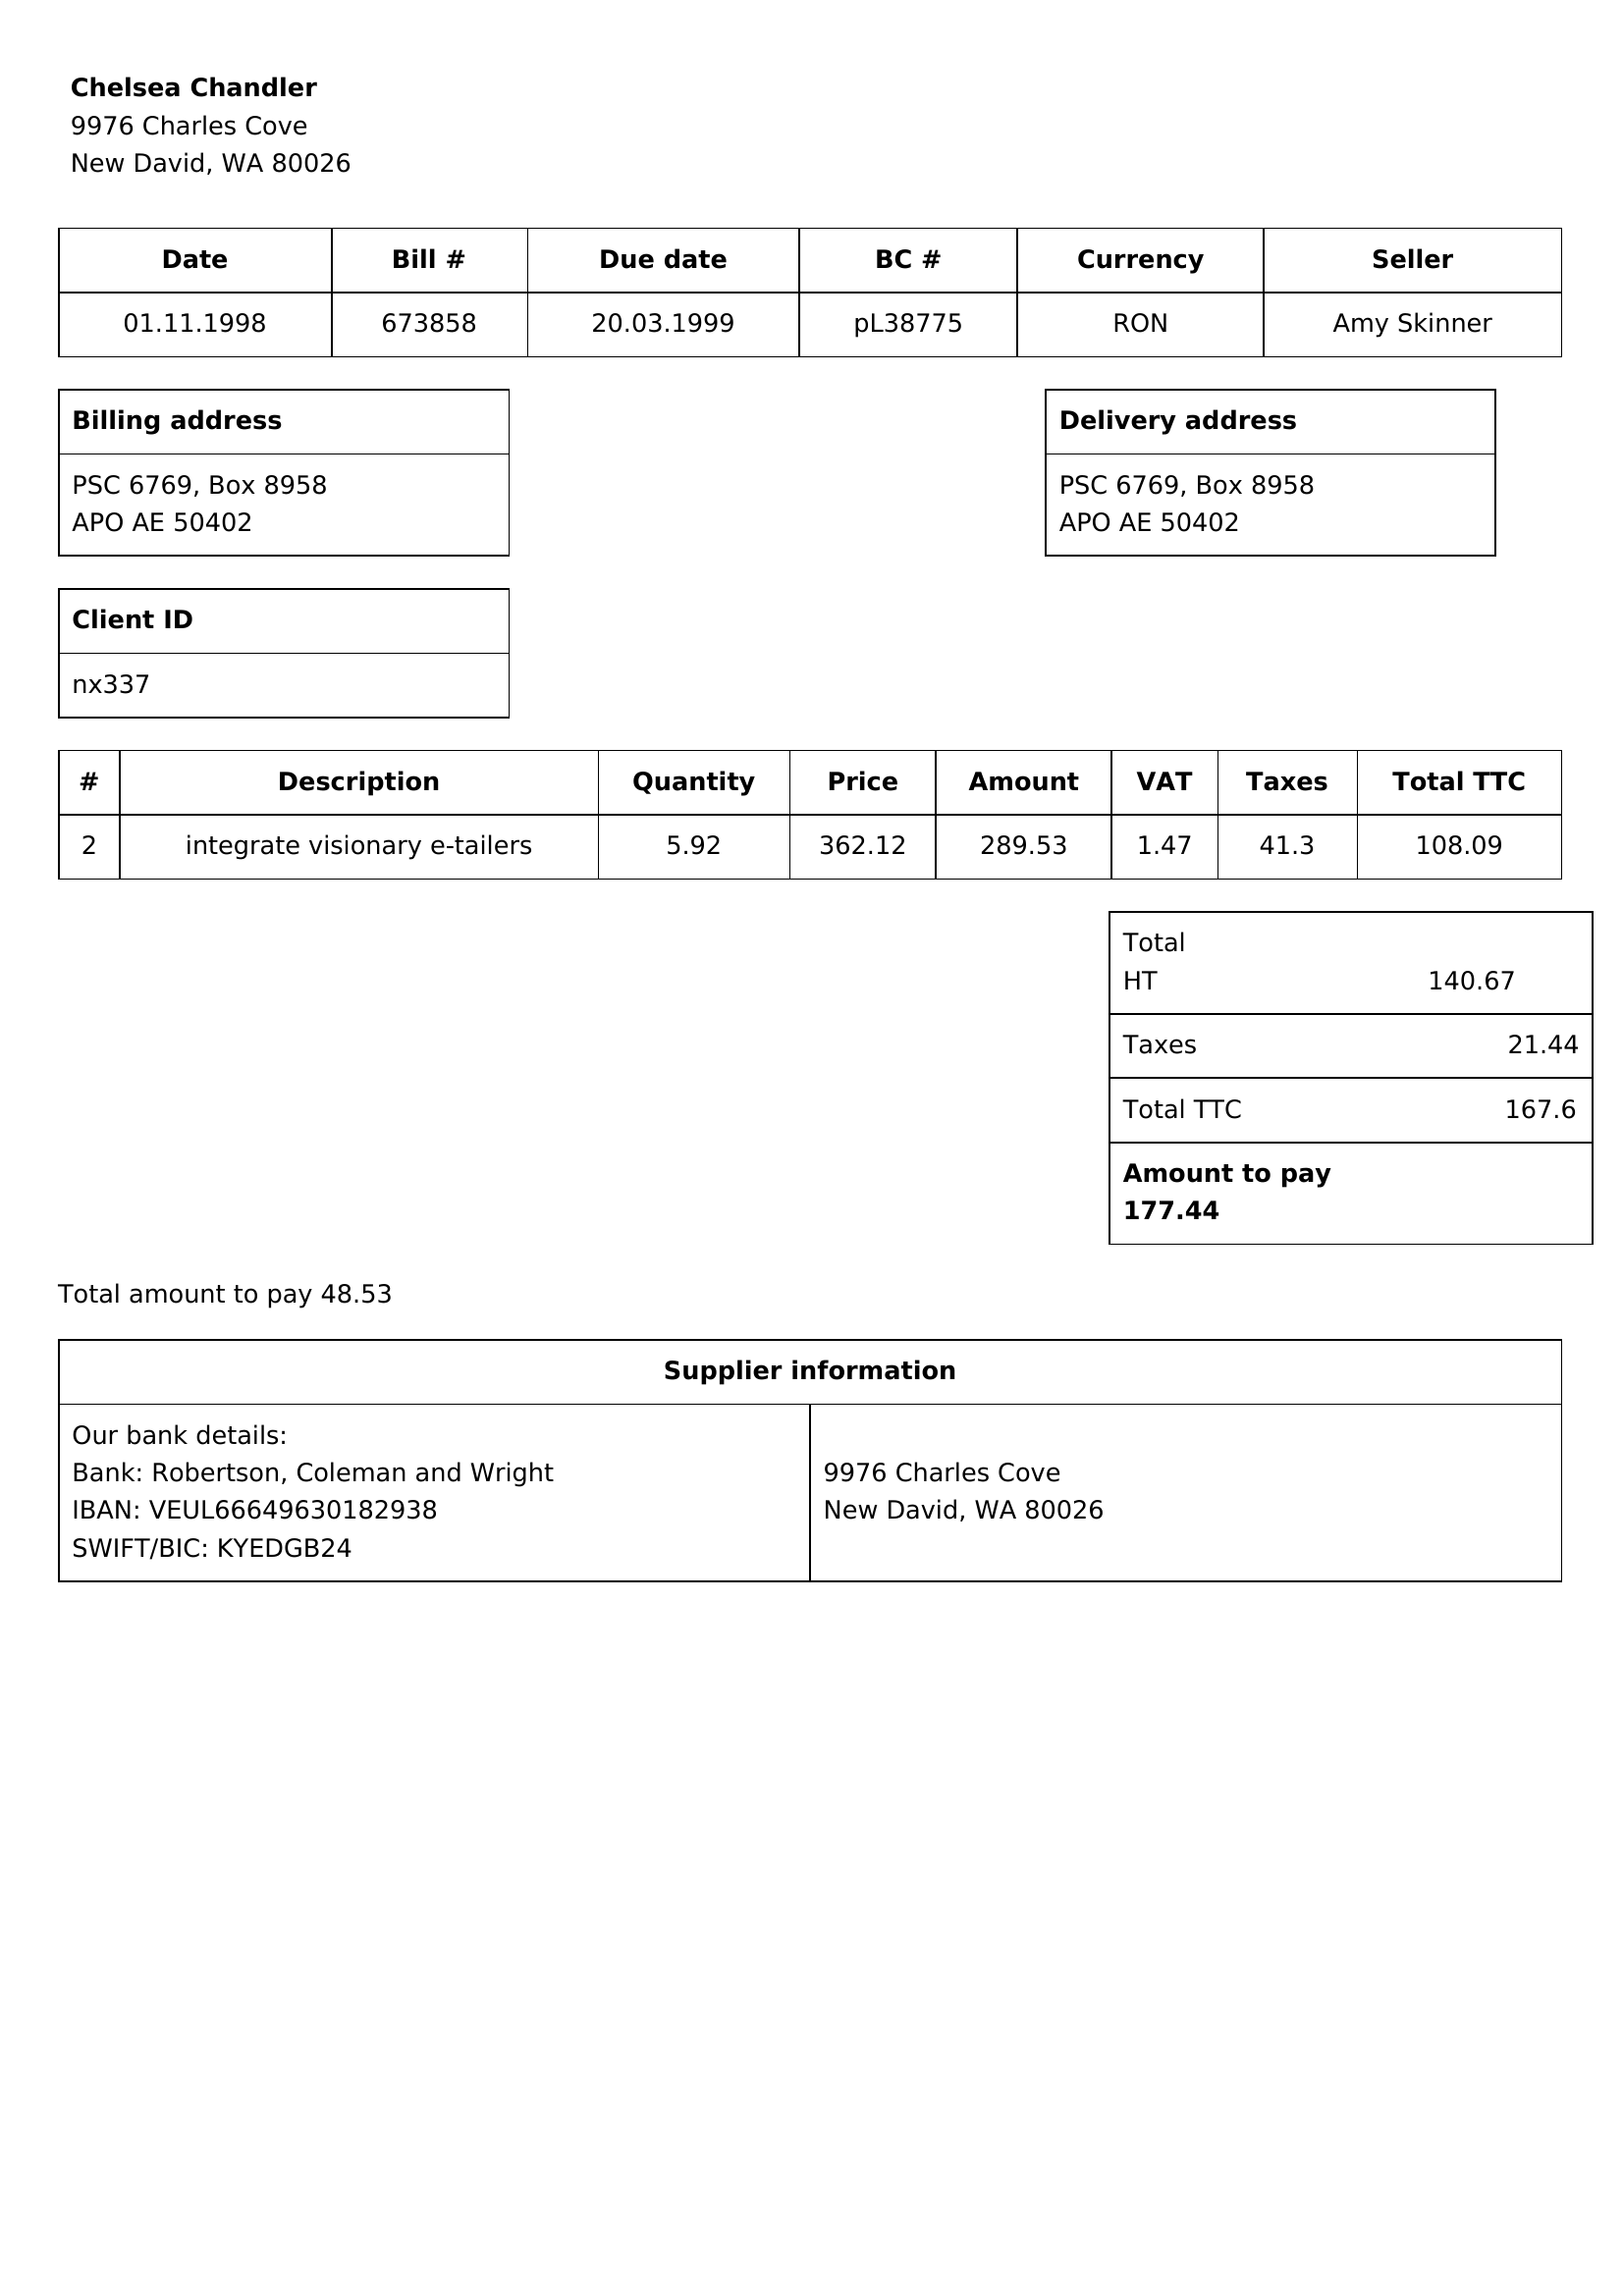 Chelsea Chandler
9976 Charles Cove
New David, WA 80026
Date Bill # Due date BC # Currency Seller
01.11.1998 673858 20.03.1999 pL38775 RON Amy Skinner
Billing address Delivery address
PSC 6769, Box 8958 PSC 6769, Box 8958
APO AE 50402 APO AE 50402
Client ID
nx337
# Description Quantity Price Amount VAT Taxes Total TTC
2 integrate visionary e-tailers 5.92 362.12 289.53 1.47 41.3 108.09
Total
HT 140.67
Taxes 21.44
Total TTC 167.6
Amount to pay
177.44
Total amount to pay 48.53
Supplier information
Our bank details:
Bank: Robertson, Coleman and Wright 9976 Charles Cove
IBAN: VEUL66649630182938 New David, WA 80026
SWIFT/BIC: KYEDGB24